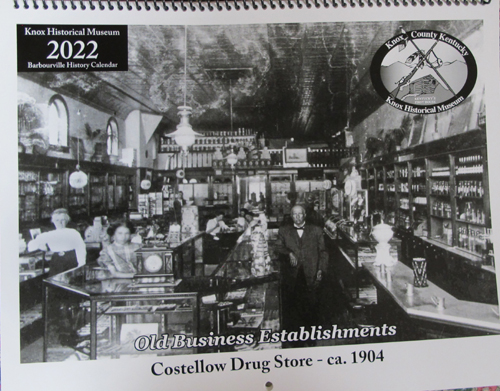 Knox Historical Museum
2022
Barbourville History Calendar
Knox County Kentucky
Knox Historical Museum
Old Business Establishments
Costellow Drug Store - ca. 1904